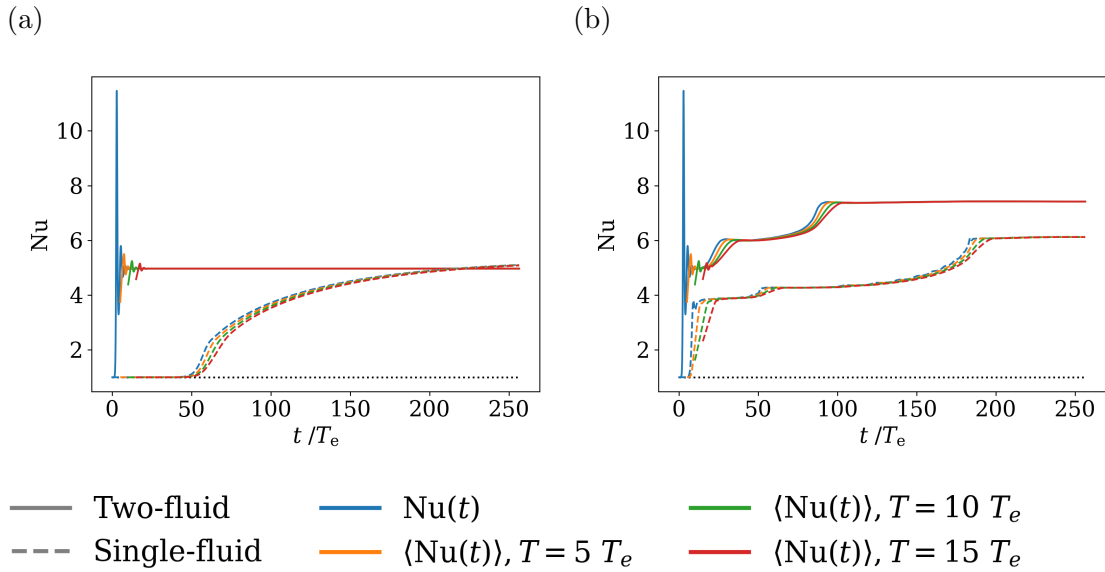 (a)
(b)
Nu
10
8
6
4
2
0 50 100 150 200 250
t /Tₑ
Nu
10
8
6
4
2
0 50 100 150 200 250
t /Tₑ
Two-fluid
Single-fluid
Nu(t)
⟨Nu(t)⟩, T = 5 Tₑ
⟨Nu(t)⟩, T = 10 Tₑ
⟨Nu(t)⟩, T = 15 Tₑ